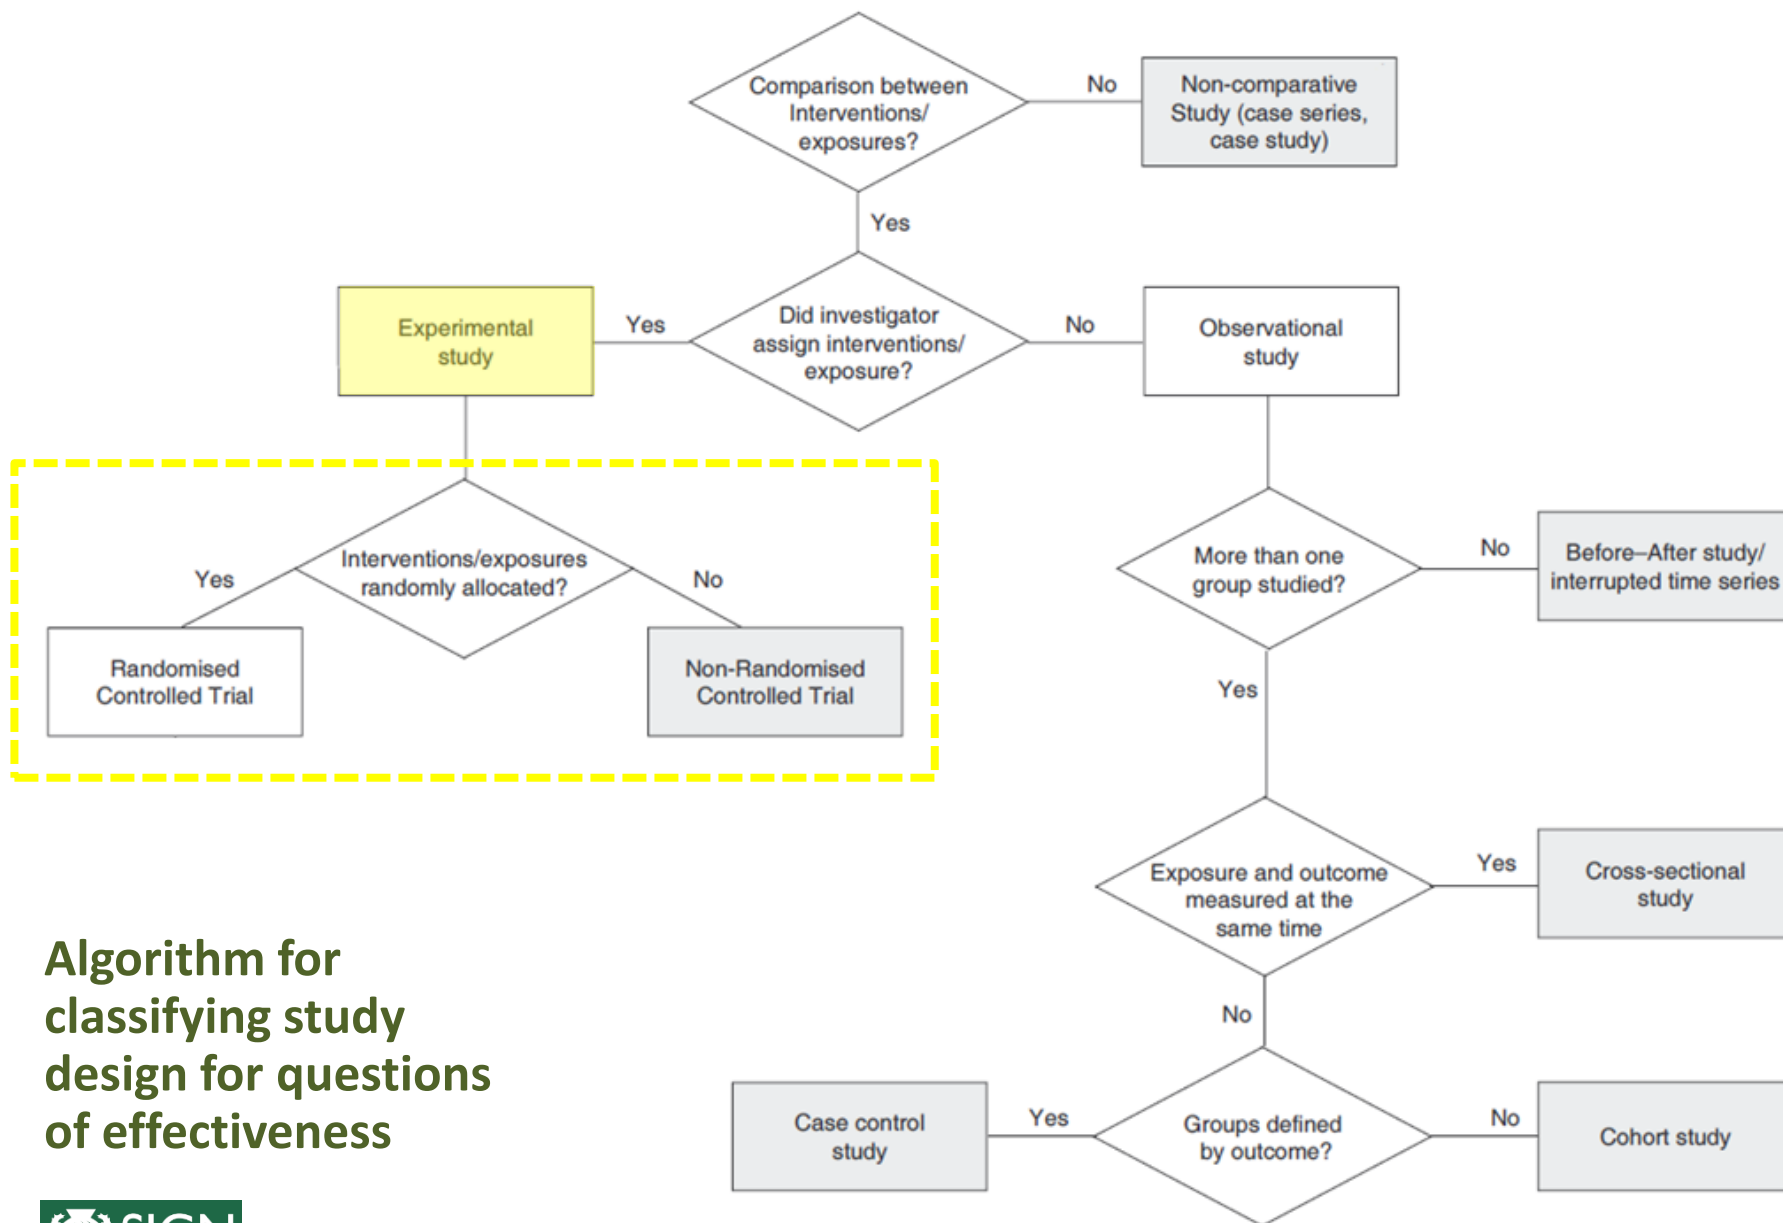 Comparison between
Interventions/
exposures?
No
Non-comparative
Study (case series,
case study)
Yes
Experimental
study
Yes
Did investigator
assign interventions/
exposure?
No
Observational
study
Interventions/exposures
randomly allocated?
Yes
No
Randomised
Controlled Trial
Non-Randomised
Controlled Trial
More than one
group studied?
No
Before–After study/
interrupted time series
Yes
Exposure and outcome
measured at the
same time
Yes
Cross-sectional
study
No
Algorithm for
classifying study
design for questions
of effectiveness
Case control
study
Yes
Groups defined
by outcome?
No
Cohort study
SIGN